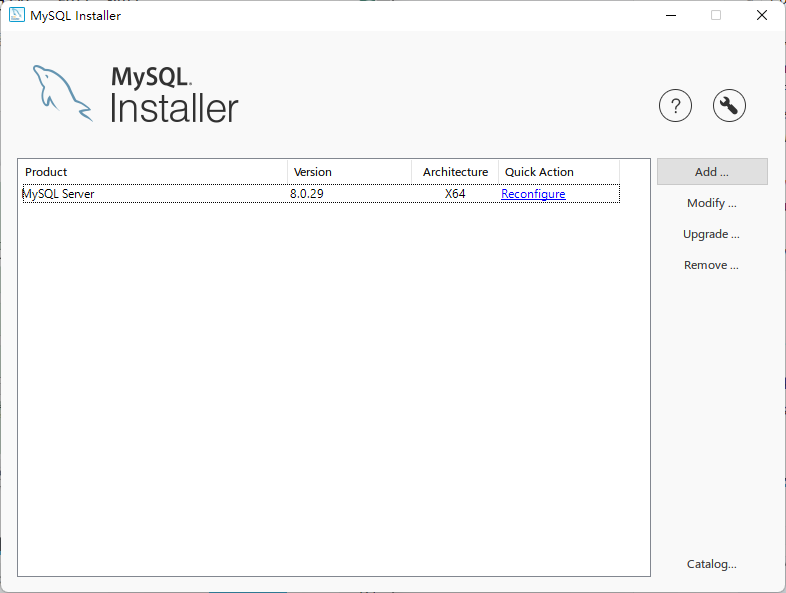 MySQL Installer
MySQL.
Installer
?
Product Version Architecture Quick Action
MySQL Server 8.0.29 X64 Reconfigure
Add ...
Modify ...
Upgrade ...
Remove ...
Catalog...